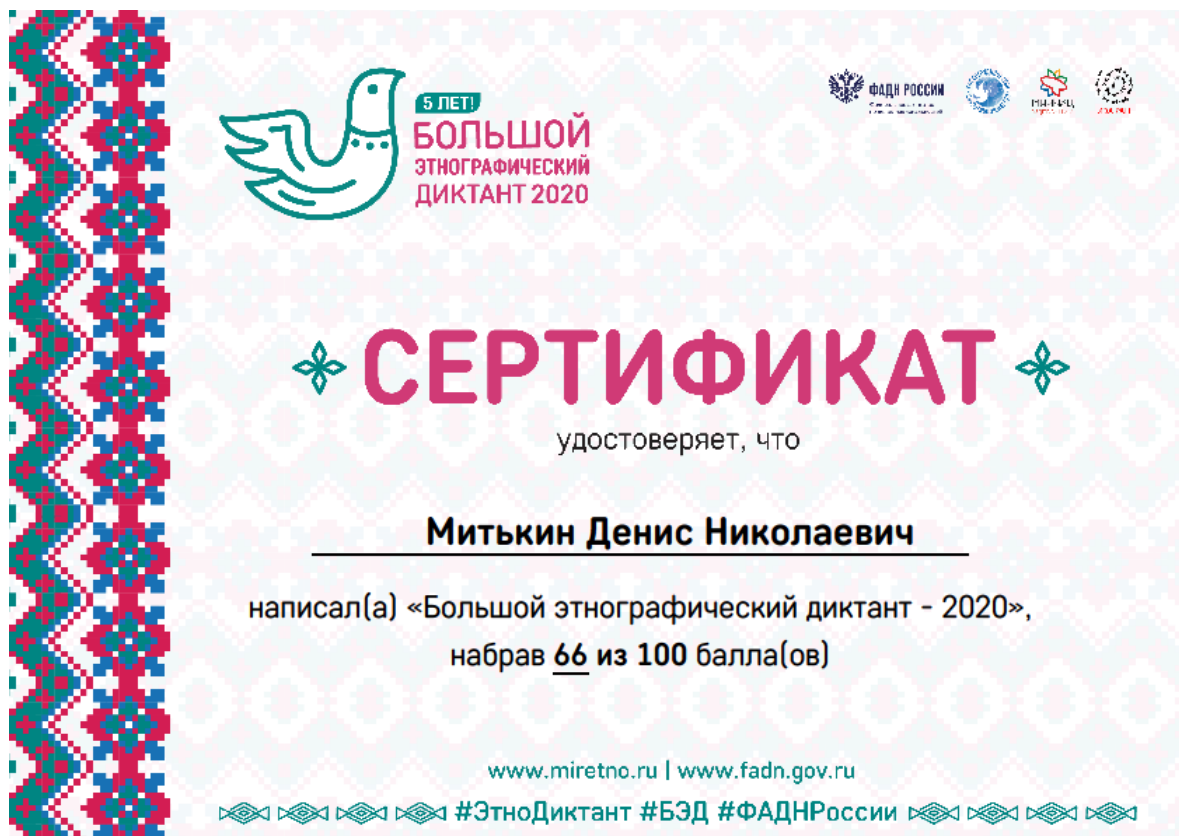 5 ЛЕТ!
БОЛЬШОЙ
ЭТНОГРАФИЧЕСКИЙ
ДИКТАНТ 2020
ФАДН РОССИИ
СЕРТИФИКАТ
удостоверяет, что
Митькин Денис Николаевич
написал(а) «Большой этнографический диктант - 2020»,
набрав 66 из 100 балла(ов)
www.miretno.ru | www.fadn.gov.ru
#ЭтноДиктант #БЭД #ФАДНРоссии